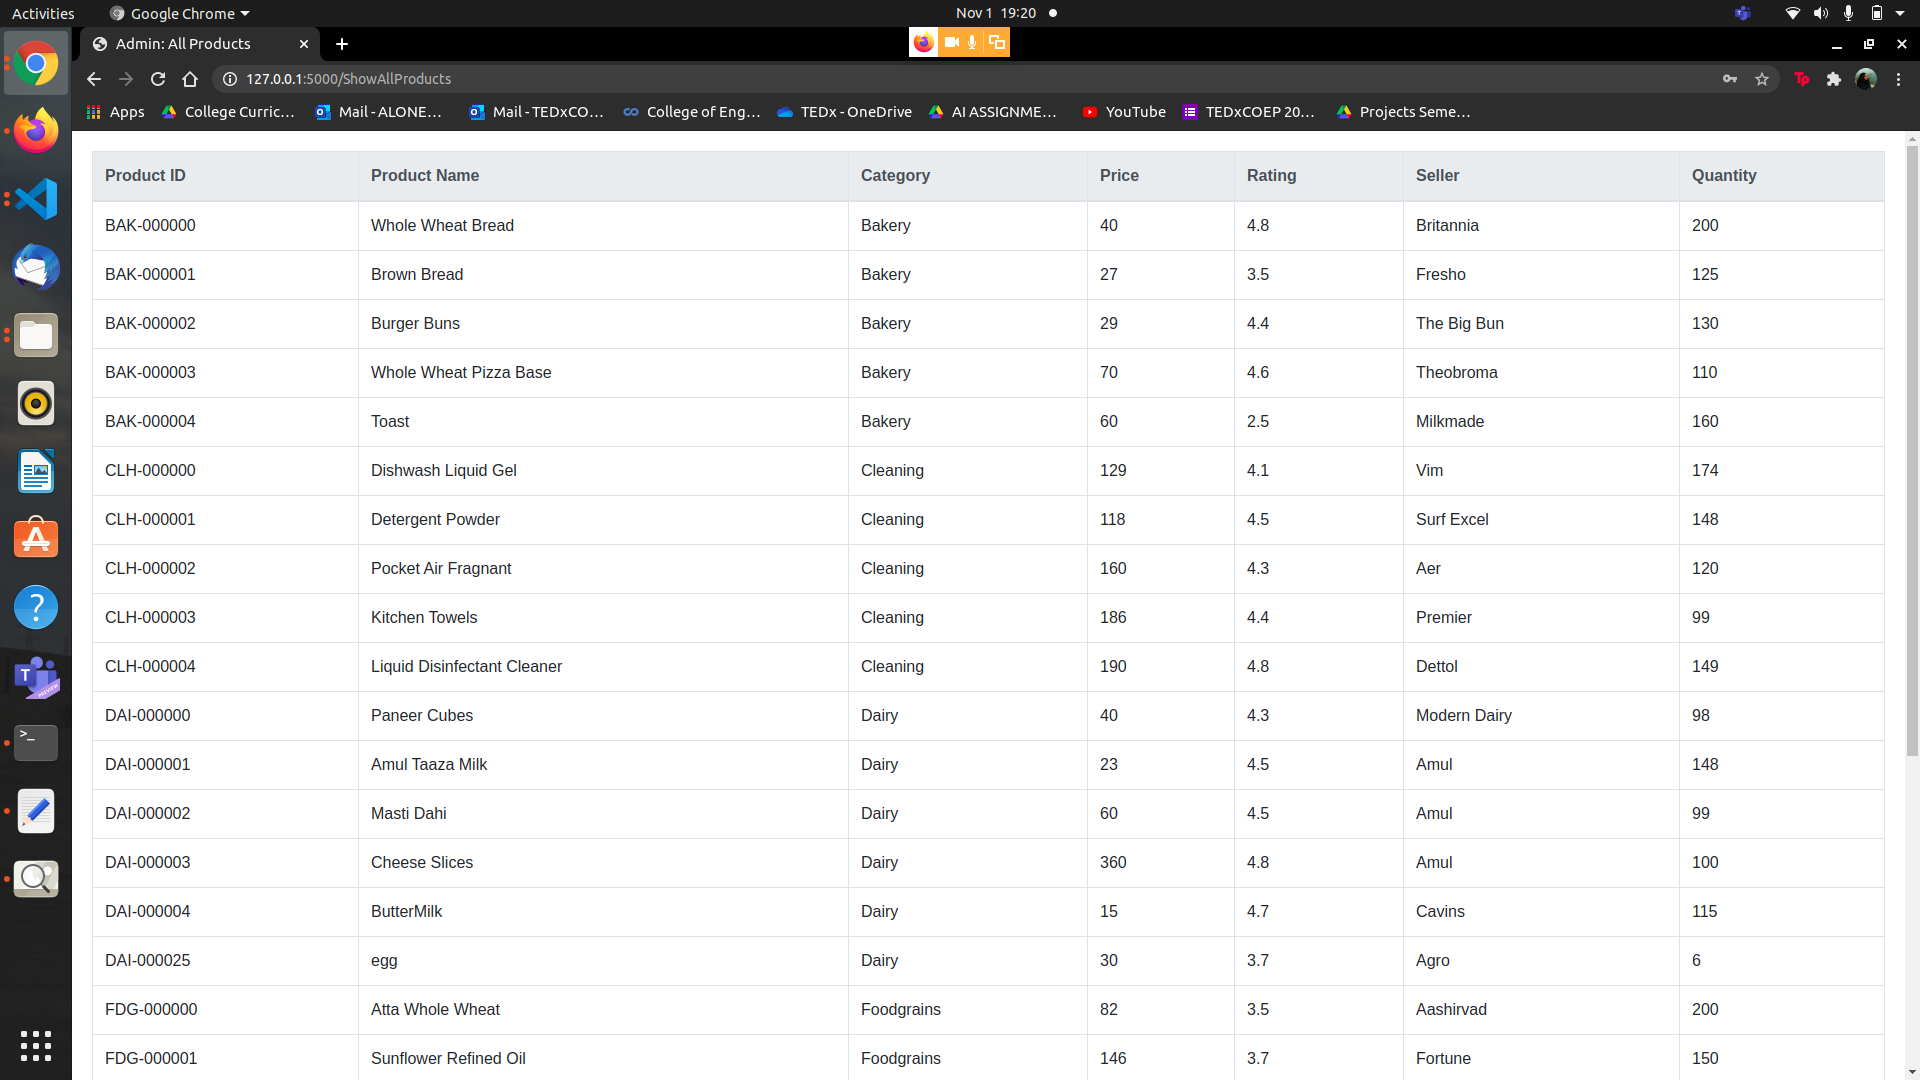 Activities Google Chrome Nov 1 19:20
Admin: All Products
127.0.0.1:5000/ShowAllProducts
Apps College Curric... Mail - ALONE... Mail - TEDxCO... College of Eng... TEDx - OneDrive AI ASSIGNME... YouTube TEDxCOEP 20... Projects Seme...
Product ID Product Name Category Price Rating Seller Quantity
BAK-000000 Whole Wheat Bread Bakery 40 4.8 Britannia 200
BAK-000001 Brown Bread Bakery 27 3.5 Fresho 125
BAK-000002 Burger Buns Bakery 29 4.4 The Big Bun 130
BAK-000003 Whole Wheat Pizza Base Bakery 70 4.6 Theobroma 110
BAK-000004 Toast Bakery 60 2.5 Milkmade 160
CLH-000000 Dishwash Liquid Gel Cleaning 129 4.1 Vim 174
CLH-000001 Detergent Powder Cleaning 118 4.5 Surf Excel 148
CLH-000002 Pocket Air Fragnant Cleaning 160 4.3 Aer 120
CLH-000003 Kitchen Towels Cleaning 186 4.4 Premier 99
CLH-000004 Liquid Disinfectant Cleaner Cleaning 190 4.8 Dettol 149
DAI-000000 Paneer Cubes Dairy 40 4.3 Modern Dairy 98
DAI-000001 Amul Taaza Milk Dairy 23 4.5 Amul 148
DAI-000002 Masti Dahi Dairy 60 4.5 Amul 99
DAI-000003 Cheese Slices Dairy 360 4.8 Amul 100
DAI-000004 ButterMilk Dairy 15 4.7 Cavins 115
DAI-000025 egg Dairy 30 3.7 Agro 6
FDG-000000 Atta Whole Wheat Foodgrains 82 3.5 Aashirvad 200
FDG-000001 Sunflower Refined Oil Foodgrains 146 3.7 Fortune 150